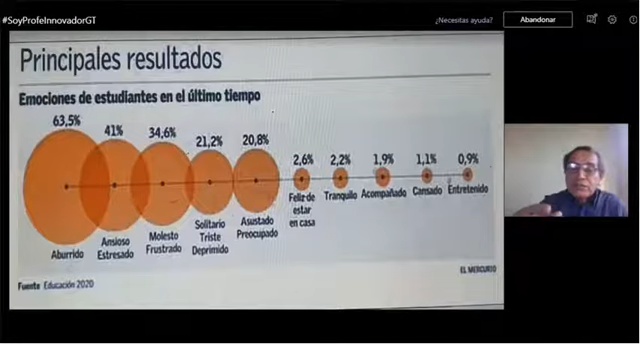 #SoyProfeInnovadorGT
¿Necesitas ayuda?
Abandonar
Principales resultados
Emociones de estudiantes en el último tiempo
63,5%
41%
34,6%
21,2%
20,8%
2,6%
2,2%
1,9%
1,1%
0,9%
Aburrido
Ansioso
Estresado
Molesto
Frustrado
Solitario
Triste
Deprimido
Asustado
Preocupado
Feliz de
estar
en casa
Tranquilo
Acompañado
Cansado
Entretenido
EL MERCURIO
Fuente Educación 2020